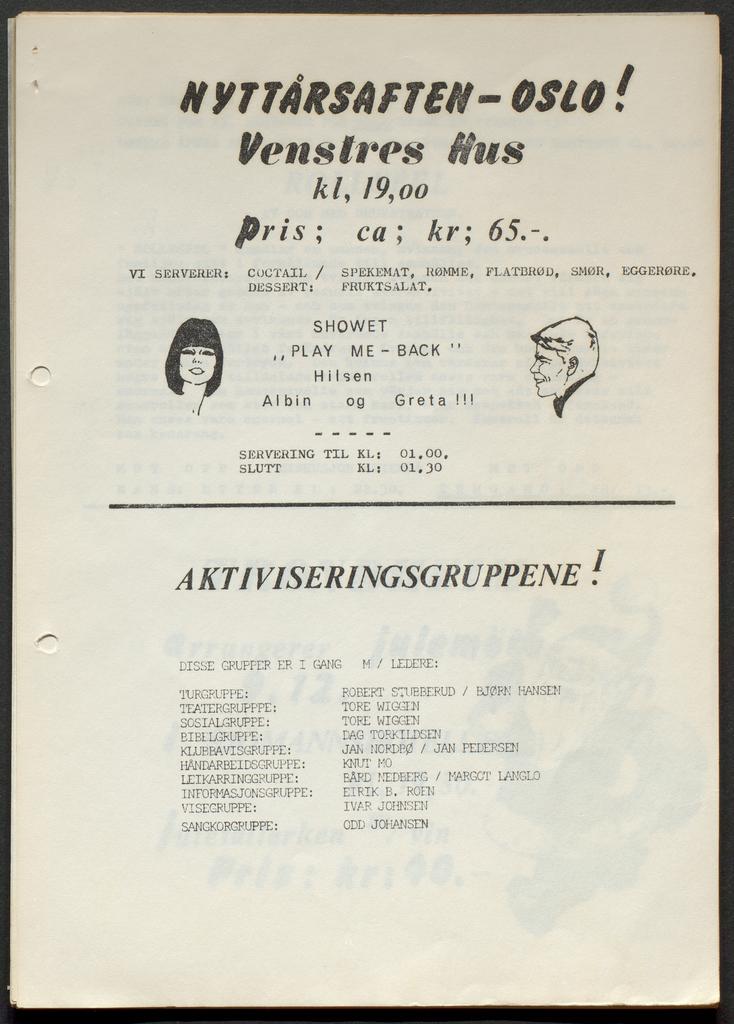 NYTTÅRSAFTEN – OSLO!
Venstres Hus
kl, 19,00
Pris; ca; kr; 65.-.
VI SERVERER: COCTAIL / SPEKEMAT, RØMME, FLATBRØD, SMØR, EGGERØRE.
DESSERT: FRUKTSALAT.
SHOWET
,,PLAY ME – BACK''
Hilsen
Albin og Greta!!!
- - - - -
SERVERING TIL KL: 01.00.
SLUTT KL: 01.30
AKTIVISERINGSGRUPPENE!
DISSE GRUPPER ER I GANG M / LEDERE:
TURGRUPPE: ROBERT STUBBERUD / BJØRN HANSEN
TEATERGRUPPPE: TORE WIGGEN
SOSIALGRUPPE: TORE WIGGEN
BIBELGRUPPE: DAG TORKILDSEN
KLUBBAVISGRUPPE: JAN NORDBØ / JAN PEDERSEN
HÅNDARBEIDSGRUPPE: KNUT MO
LEIKARRINGGRUPPE: BÅRD NEDBERG / MARGOT LANGLO
INFORMASJONSGRUPPE: EIRIK B. ROEN
VISEGRUPPE: IVAR JOHNSEN
SANGKORGRUPPE: ODD JOHANSEN